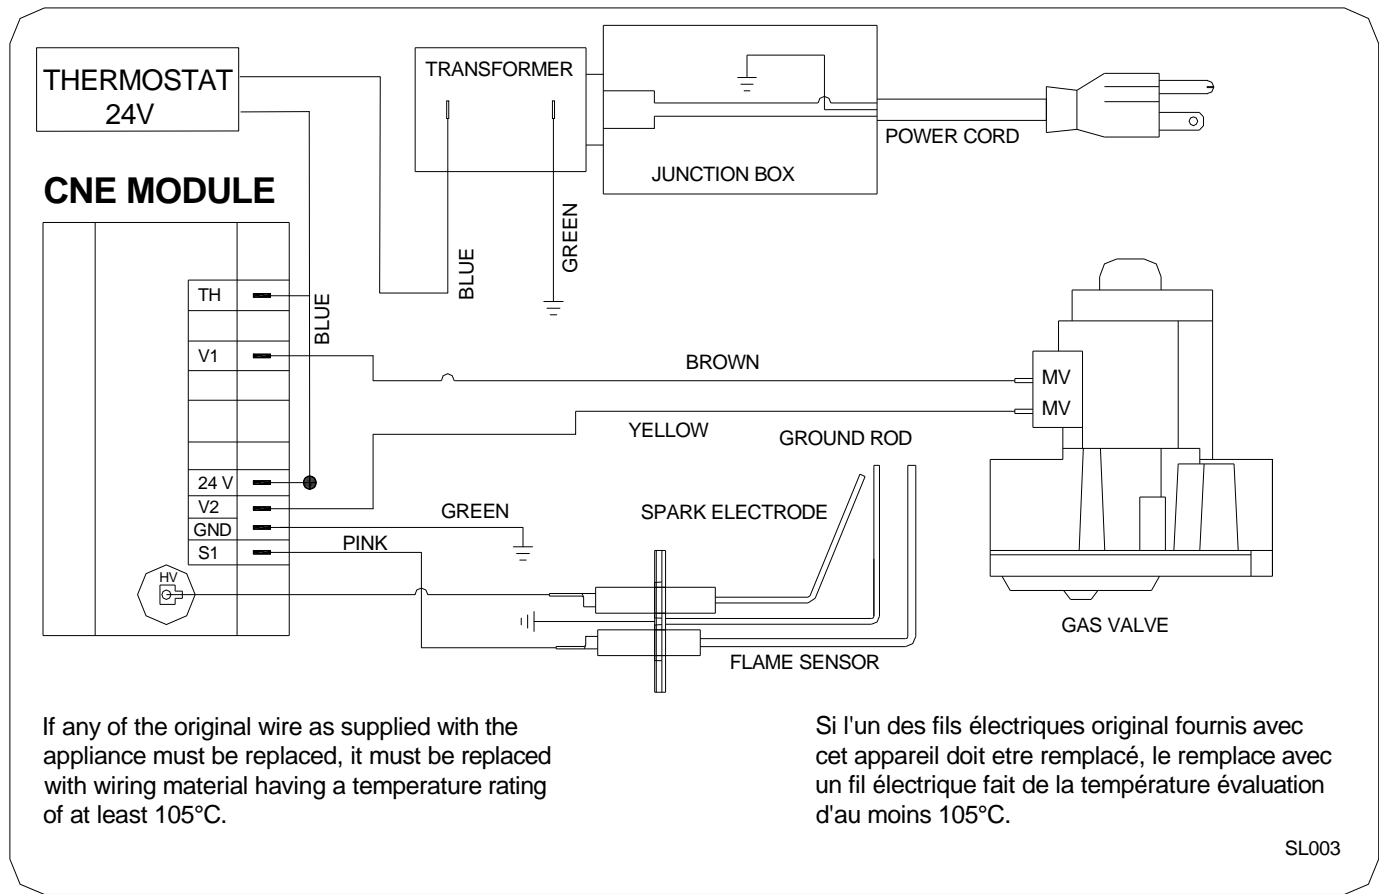 THERMOSTAT
24V
TRANSFORMER
POWER CORD
JUNCTION BOX
CNE MODULE
BLUE
GREEN
TH
BLUE
V1
BROWN
MV
MV
YELLOW
GROUND ROD
24 V
V2
GREEN
SPARK ELECTRODE
GND
PINK
S1
HV
GAS VALVE
FLAME SENSOR
If any of the original wire as supplied with the
appliance must be replaced, it must be replaced
with wiring material having a temperature rating
of at least 105°C.
Si l'un des fils électriques original fournis avec
cet appareil doit etre remplacé, le remplace avec
un fil électrique fait de la température évaluation
d'au moins 105°C.
SL003